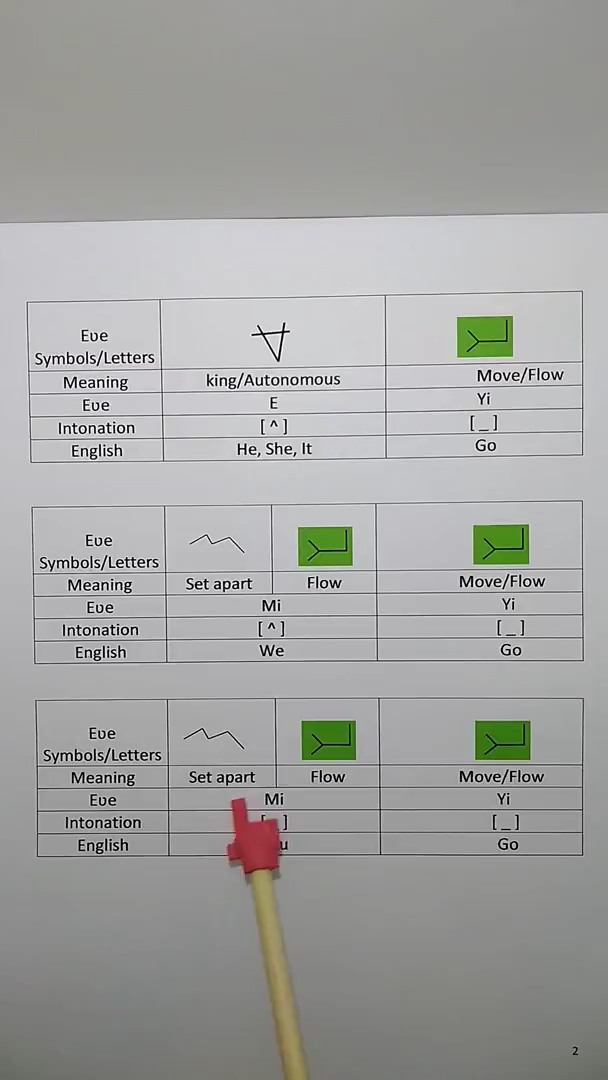 Eʋe
Symbols/Letters
Meaning king/Autonomous Move/Flow
Eʋe E Yi
Intonation [ ^ ] [ _ ]
English He, She, It Go
Eʋe
Symbols/Letters
Meaning Set apart Flow Move/Flow
Eʋe Mi Yi
Intonation [ ^ ] [ _ ]
English We Go
Eʋe
Symbols/Letters
Meaning Set apart Flow Move/Flow
Eʋe Mi Yi
Intonation [ _ ]
English Go
2